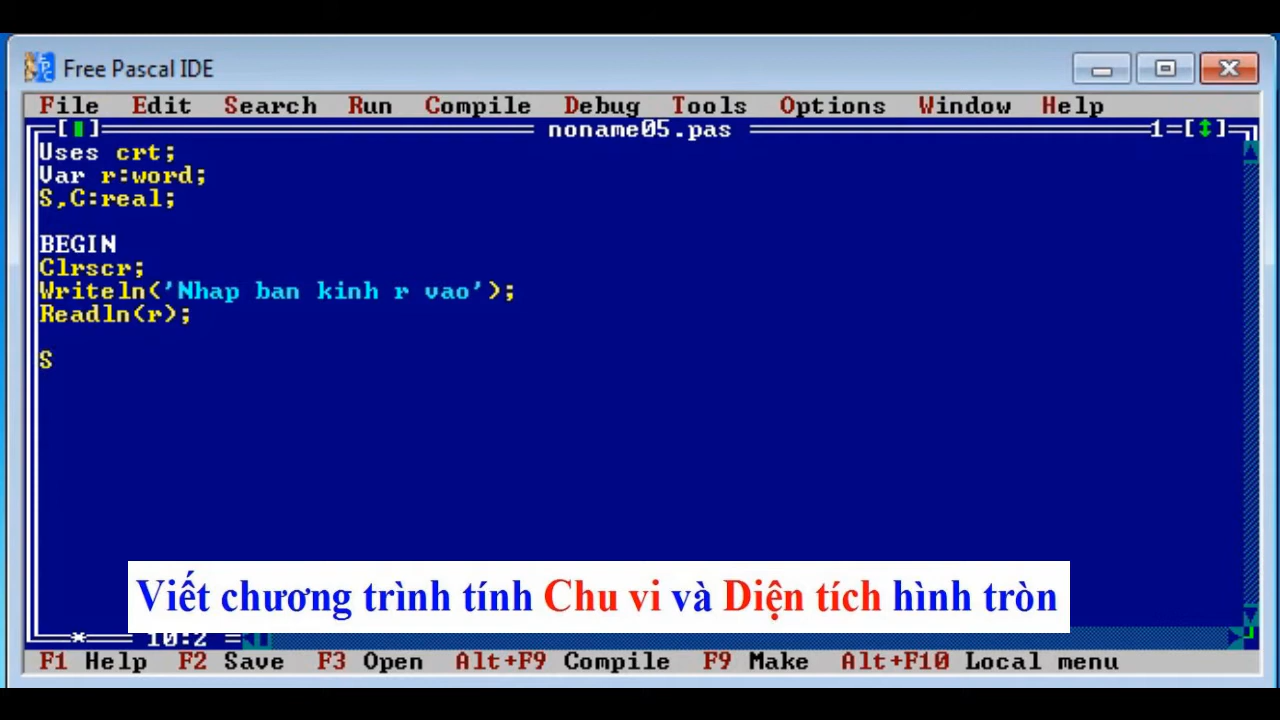 Free Pascal IDE
File Edit Search Run Compile Debug Tools Options Window Help
[■] noname05.pas 1=[↕]
Uses crt;
Var r:word;
S,C:real;
BEGIN
Clrscr;
Writeln('Nhap ban kinh r vao');
Readln(r);
S
Viết chương trình tính Chu vi và Diện tích hình tròn
* 10:2
F1 Help F2 Save F3 Open Alt+F9 Compile F9 Make Alt+F10 Local menu